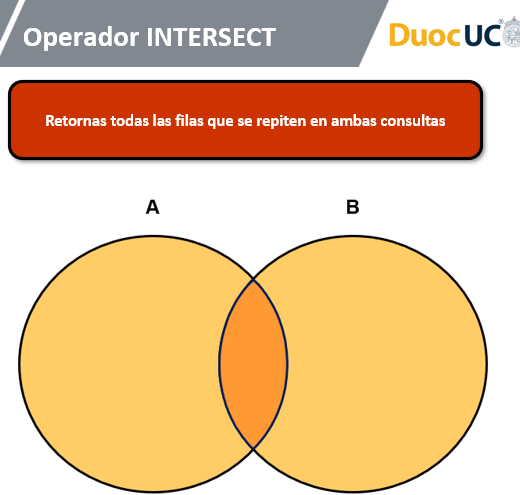 Operador INTERSECT
DuocUC®
Retornas todas las filas que se repiten en ambas consultas
A
B